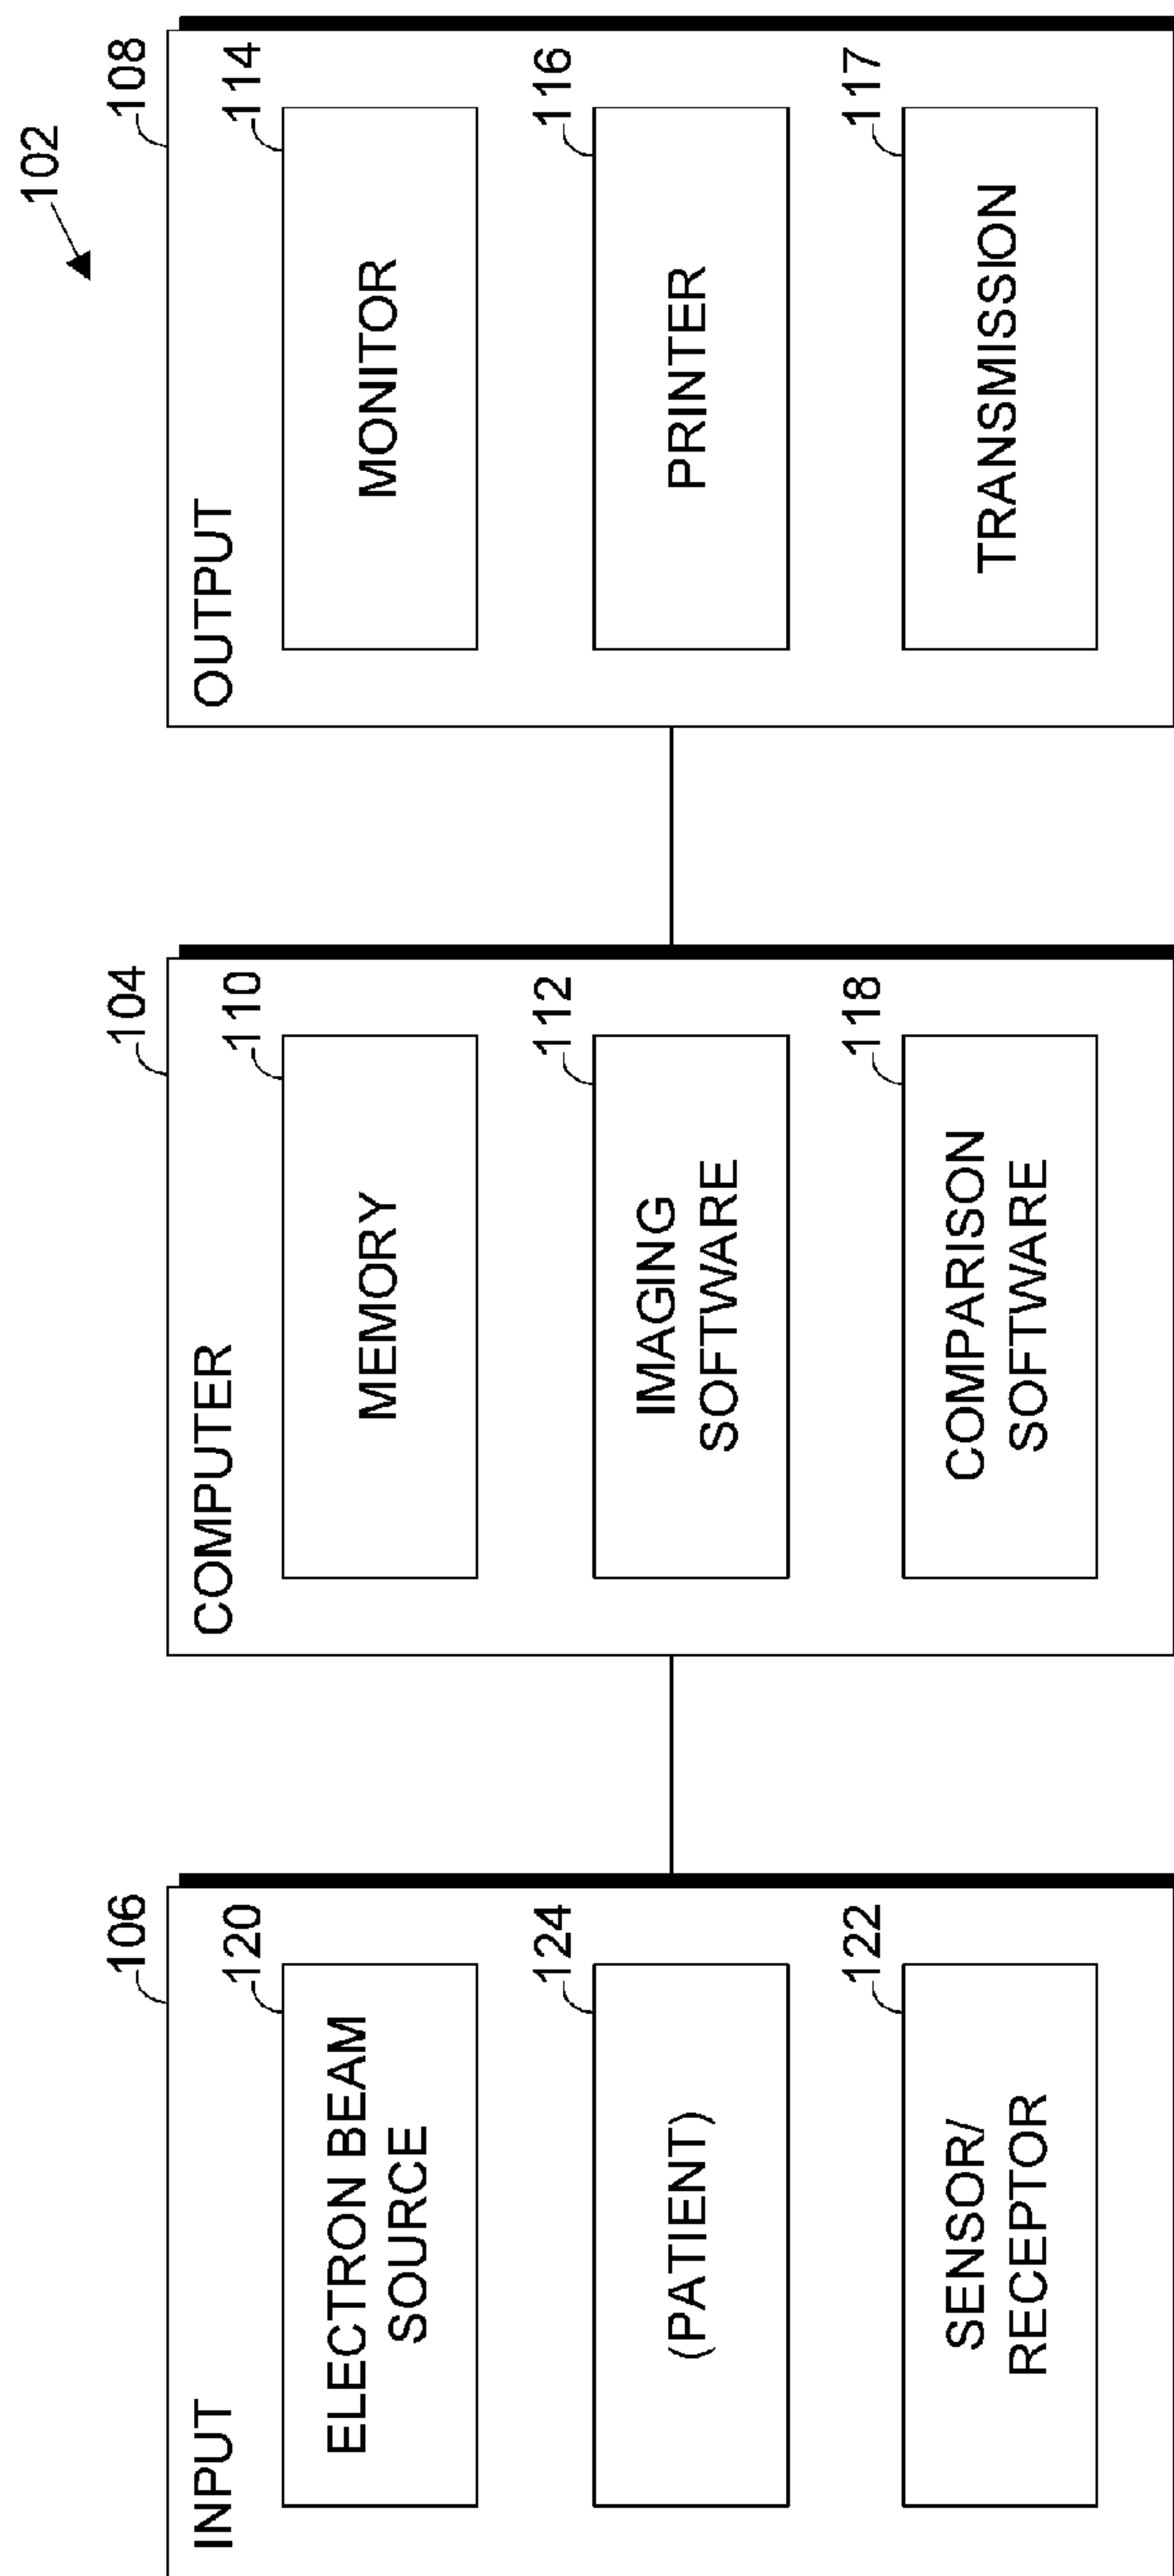 102
106
INPUT
120
ELECTRON BEAM
SOURCE
124
(PATIENT)
122
SENSOR/
RECEPTOR
104
COMPUTER
110
MEMORY
112
IMAGING
SOFTWARE
118
COMPARISON
SOFTWARE
108
OUTPUT
114
MONITOR
116
PRINTER
117
TRANSMISSION